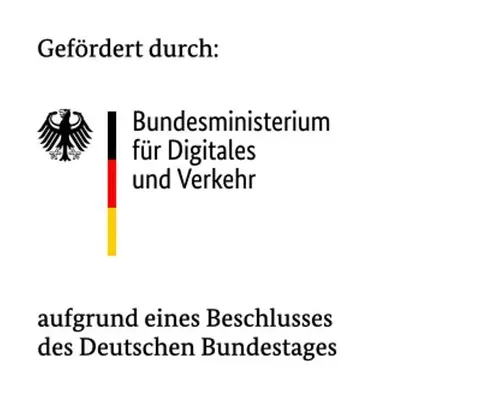 Gefördert durch:
Bundesministerium
für Digitales
und Verkehr
aufgrund eines Beschlusses
des Deutschen Bundestages